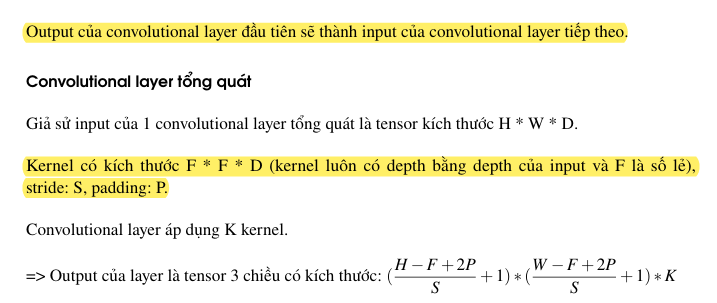 Output của convolutional layer đầu tiên sẽ thành input của convolutional layer tiếp theo.
Convolutional layer tổng quát
Giả sử input của 1 convolutional layer tổng quát là tensor kích thước H * W * D.
Kernel có kích thước F * F * D (kernel luôn có depth bằng depth của input và F là số lẻ),
stride: S, padding: P.
Convolutional layer áp dụng K kernel.
=> Output của layer là tensor 3 chiều có kích thước: (\frac{H-F+2P}{S}+1)*(\frac{W-F+2P}{S}+1)*K